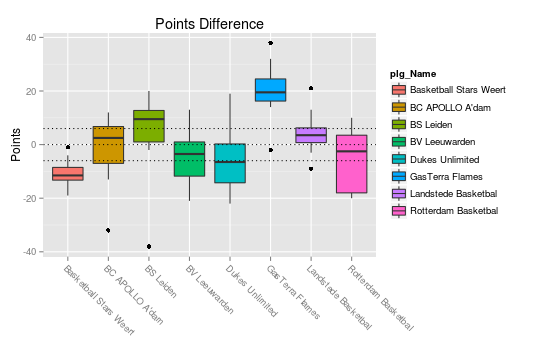 Points Difference
Points
40
20
0
-20
-40
Basketball Stars Weert
BC APOLLO A'dam
BS Leiden
BV Leeuwarden
Dukes Unlimited
GasTerra Flames
Landstede Basketbal
Rotterdam Basketbal
plg_Name
Basketball Stars Weert
BC APOLLO A'dam
BS Leiden
BV Leeuwarden
Dukes Unlimited
GasTerra Flames
Landstede Basketbal
Rotterdam Basketbal